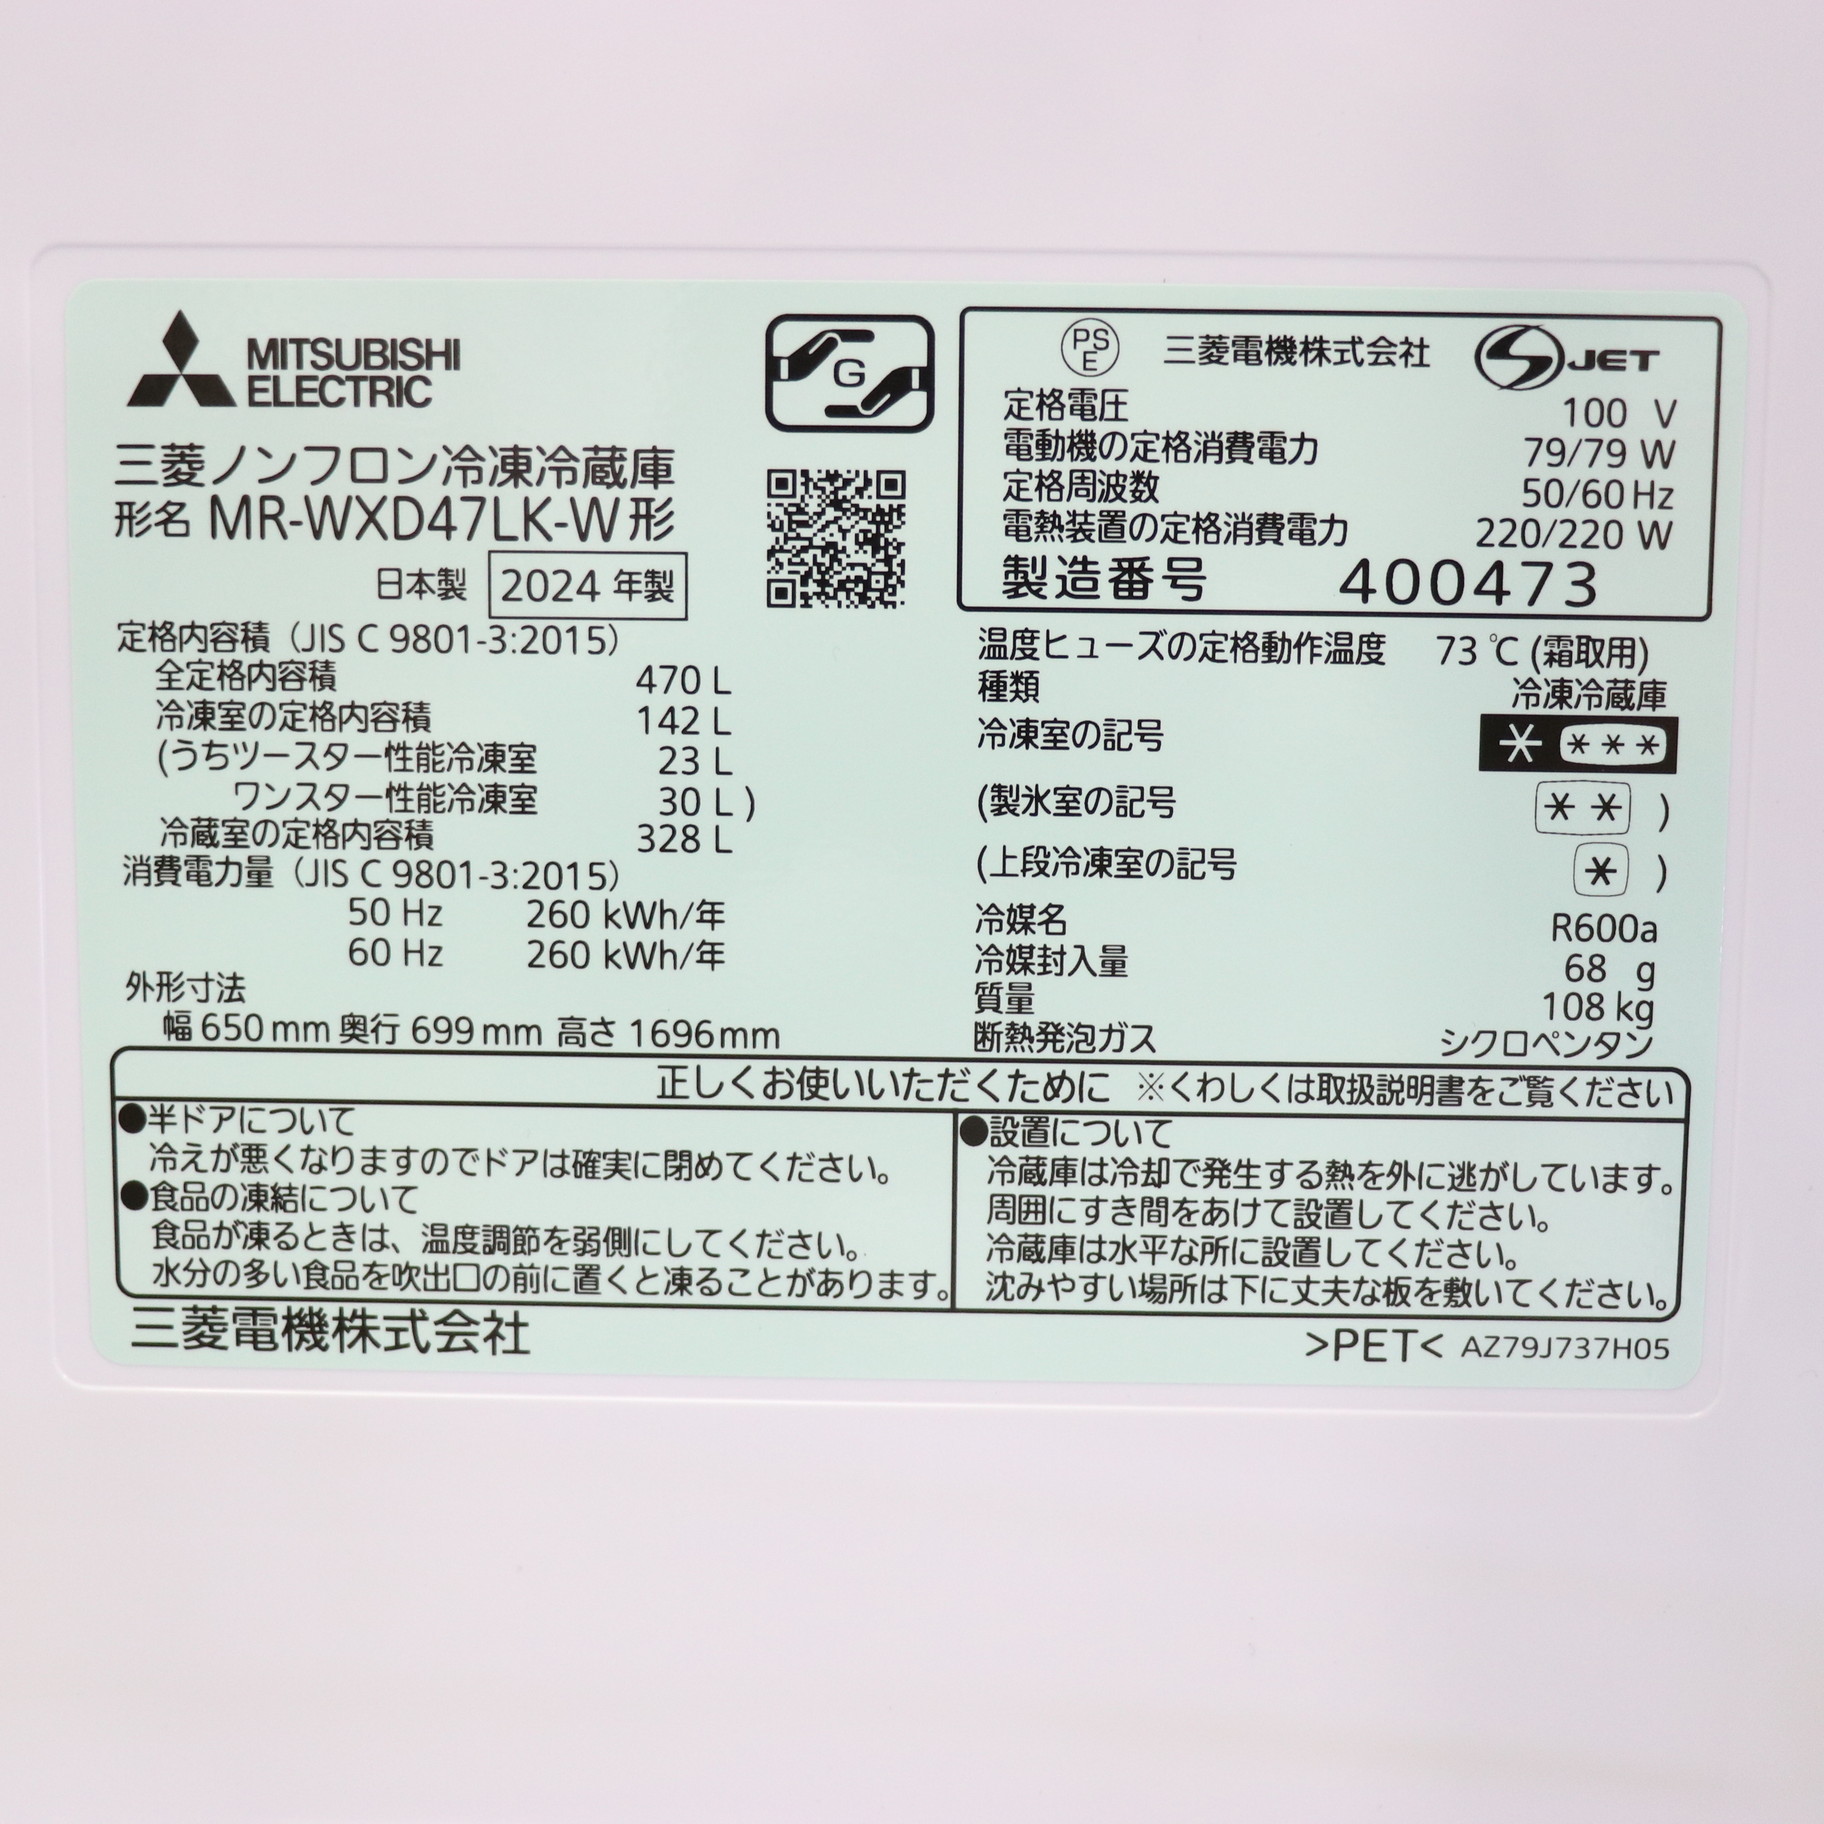 MITSUBISHI
ELECTRIC
G
三菱ノンフロン冷凍冷蔵庫
形名 MR-WXD47LK-W形
日本製 2024 年製
定格内容積（JIS C 9801-3:2015）
全定格内容積 470 L
冷凍室の定格内容積 142 L
(うちツースター性能冷凍室 23 L
ワンスター性能冷凍室 30 L )
冷蔵室の定格内容積 328 L
消費電力量（JIS C 9801-3:2015）
50 Hz 260 kWh/年
60 Hz 260 kWh/年
外形寸法
幅 650 mm 奥行 699 mm 高さ 1696mm
PS
E 三菱電機株式会社 S JET
定格電圧 100 V
電動機の定格消費電力 79/79 W
定格周波数 50/60 Hz
電熱装置の定格消費電力 220/220 W
製造番号 400473
温度ヒューズの定格動作温度 73 ℃ (霜取用)
種類 冷凍冷蔵庫
冷凍室の記号 * ***
(製氷室の記号 ** )
(上段冷凍室の記号 * )
冷媒名 R600a
冷媒封入量 68 g
質量 108 kg
断熱発泡ガス シクロペンタン
正しくお使いいただくために ※くわしくは取扱説明書をご覧ください
●半ドアについて
冷えが悪くなりますのでドアは確実に閉めてください。
●食品の凍結について
食品が凍るときは、温度調節を弱側にしてください。
水分の多い食品を吹出口の前に置くと凍ることがあります。
●設置について
冷蔵庫は冷却で発生する熱を外に逃がしています。
周囲にすき間をあけて設置してください。
冷蔵庫は水平な所に設置してください。
沈みやすい場所は下に丈夫な板を敷いてください。
三菱電機株式会社
>PET< AZ79J737H05